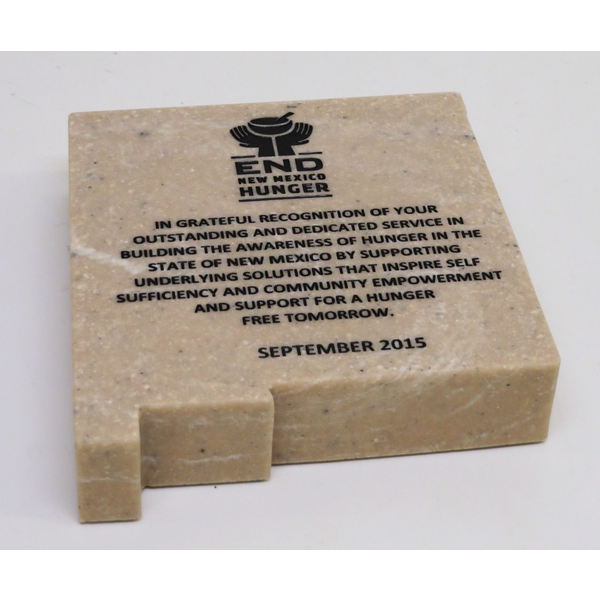 END
NEW MEXICO
HUNGER
IN GRATEFUL RECOGNITION OF YOUR
OUTSTANDING AND DEDICATED SERVICE IN
BUILDING THE AWARENESS OF HUNGER IN THE
STATE OF NEW MEXICO BY SUPPORTING
UNDERLYING SOLUTIONS THAT INSPIRE SELF
SUFFICIENCY AND COMMUNITY EMPOWERMENT
AND SUPPORT FOR A HUNGER
FREE TOMORROW.
SEPTEMBER 2015